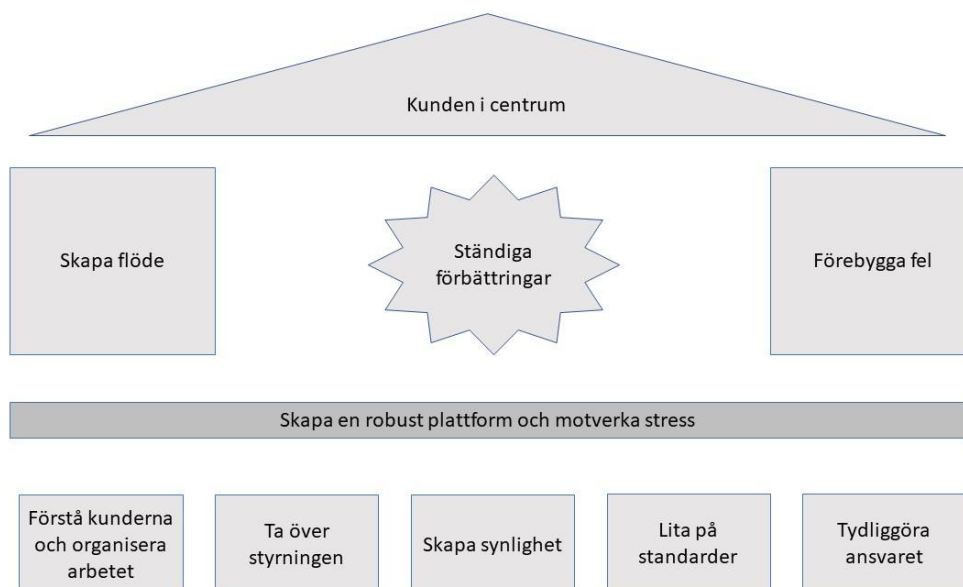 Kunden i centrum
Skapa flöde
Ständiga
förbättringar
Förebygga fel
Skapa en robust plattform och motverka stress
Förstå kunderna
och organisera
arbetet
Ta över
styrningen
Skapa synlighet
Lita på
standarder
Tydliggöra
ansvaret